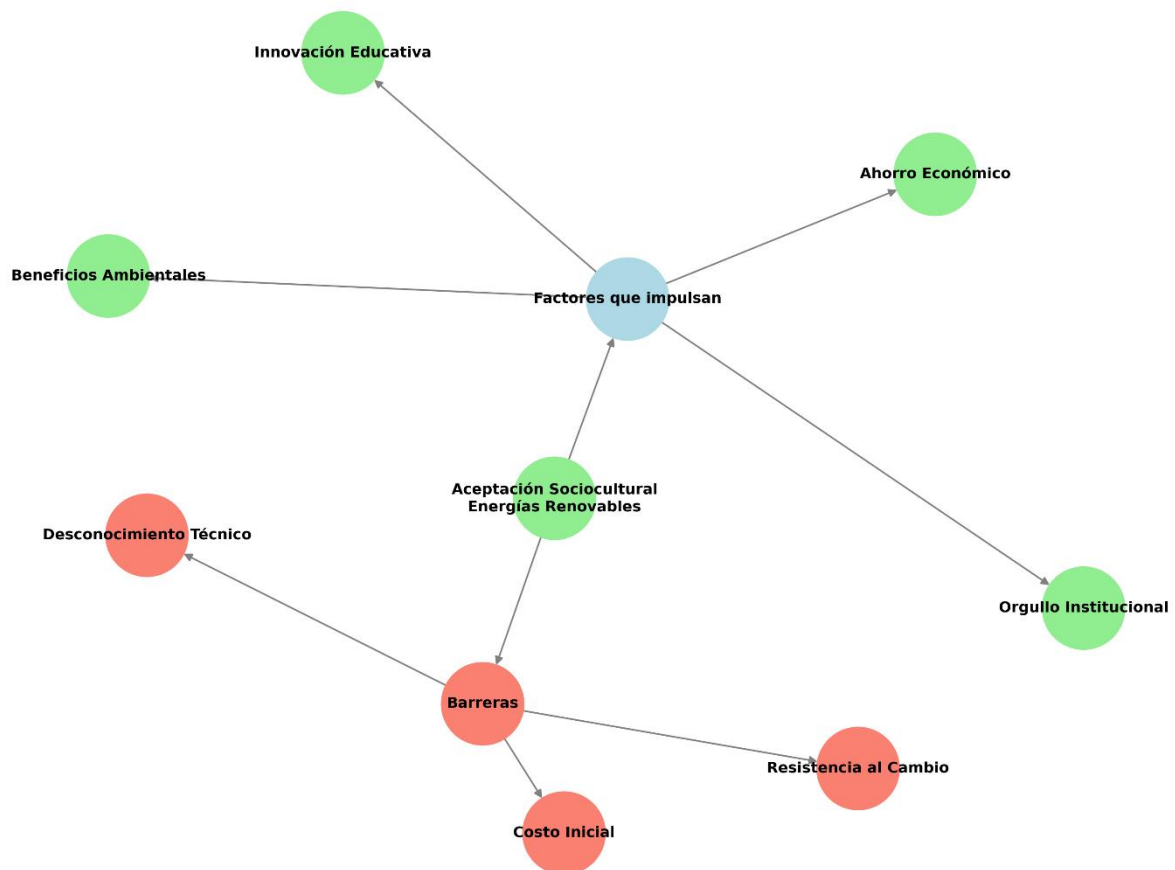 Innovación Educativa
Ahorro Económico
Beneficios Ambientales
Factores que impulsan
Aceptación Sociocultural
Energías Renovables
Desconocimiento Técnico
Orgullo Institucional
Barreras
Resistencia al Cambio
Costo Inicial